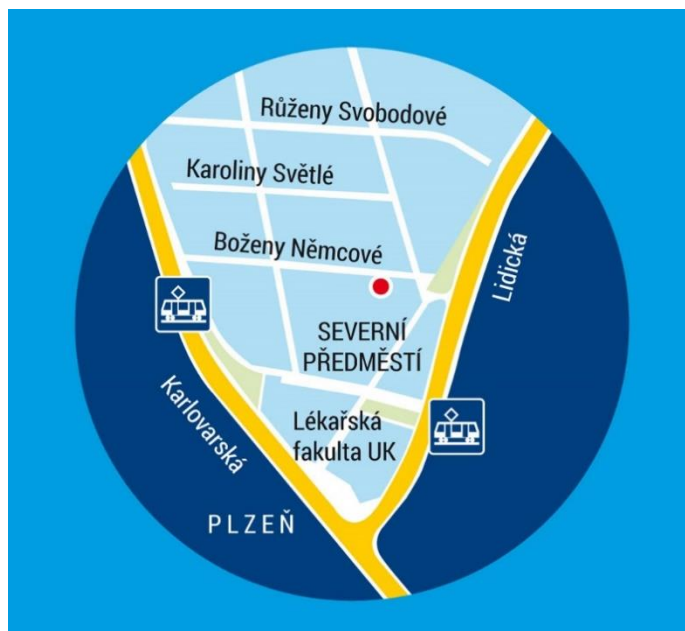 Růženy Svobodové
Karoliny Světlé
Boženy Němcové
Lidická
SEVERNÍ
PŘEDMĚSTÍ
Karlovarská
Lékařská
fakulta UK
PLZEŇ